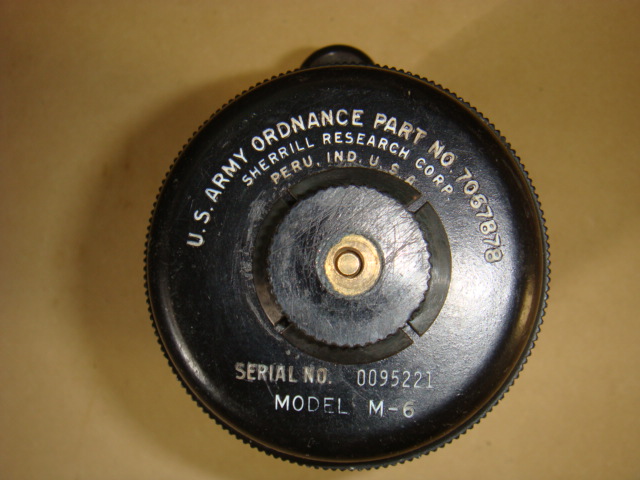 U.S. ARMY ORDNANCE PART NO. 7067878
SHERRILL RESEARCH CORP.
PERU, IND. U.S.A.
SERIAL NO. 0095221
MODEL M-6